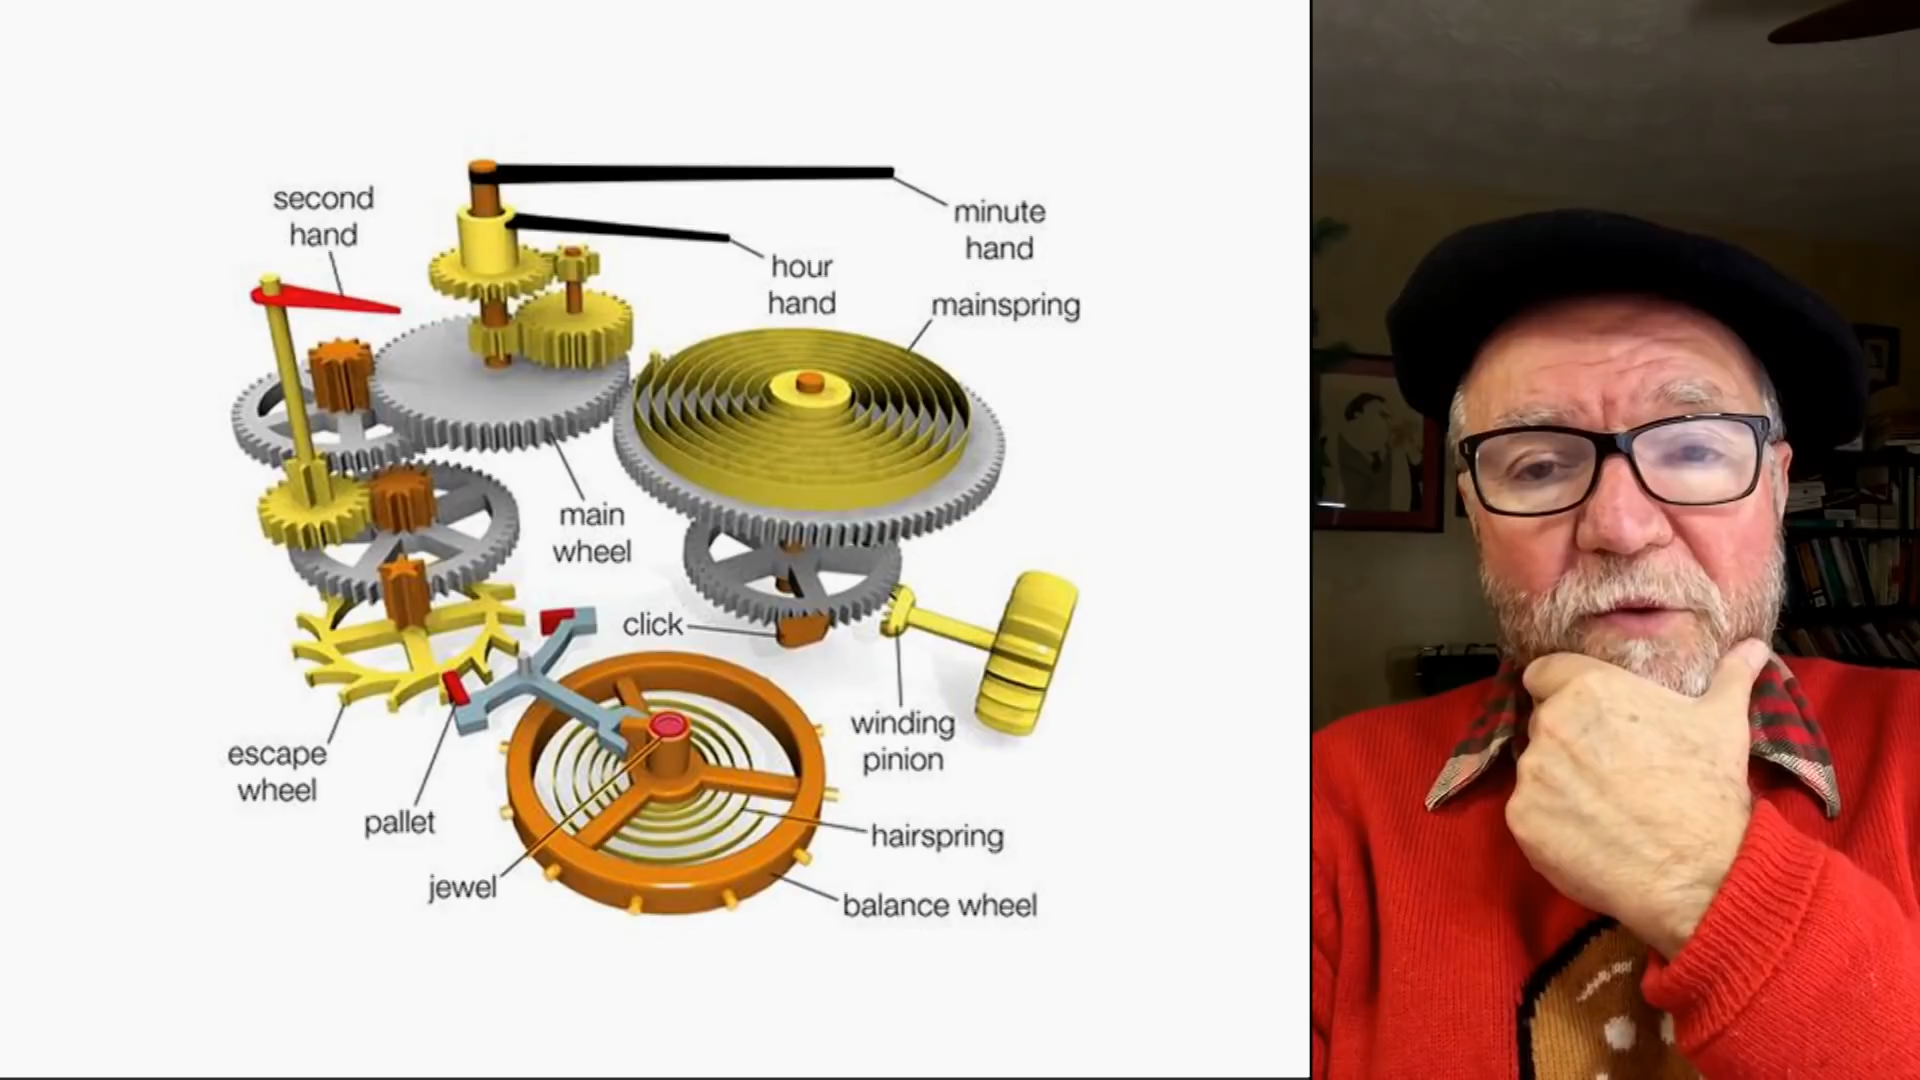 second
hand
minute
hand
hour
hand
mainspring
main
wheel
click
winding
pinion
escape
wheel
pallet
hairspring
jewel
balance wheel